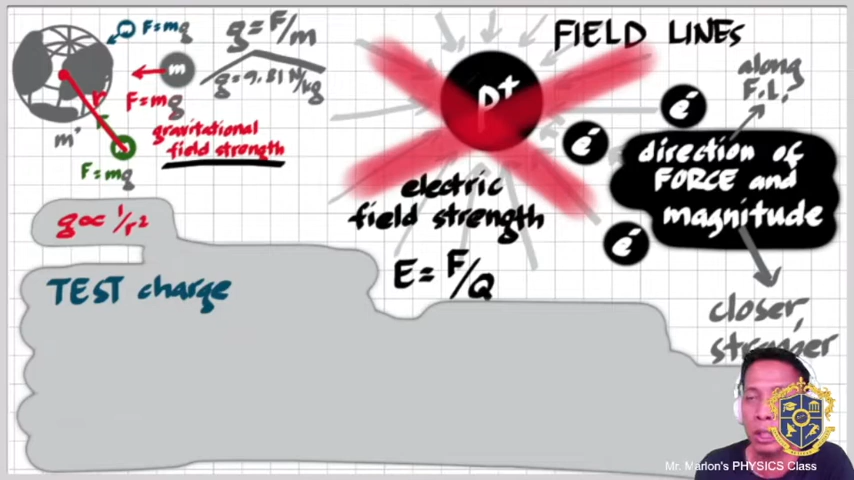 F=mg
g=F/m
g=9.81N/kg
m
F=mg
r
m
F=mg
gravitational
field strength
g∝1/r²
TEST charge
P+
electric
field strength
E=F/Q
FIELD LINES
along
F.L.
é
é
é
direction of
FORCE and
magnitude
closer,
stronger
Mr. Marlon's PHYSICS Class